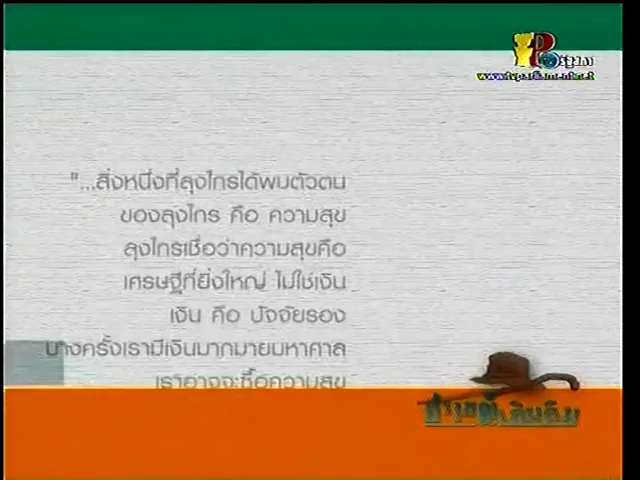 "...สิ่งหนึ่งที่ลุงไกรได้พบตัวตน
ของลุงไกร คือ ความสุข
ลุงไกรเชื่อว่าความสุขคือ
เศรษฐีที่ยิ่งใหญ่ ไม่ใช่เงิน
เงิน คือ ปัจจัยรอง
บางครั้งเรามีเงินมากมายมหาศาล
เราอาจจะซื้อความสุข